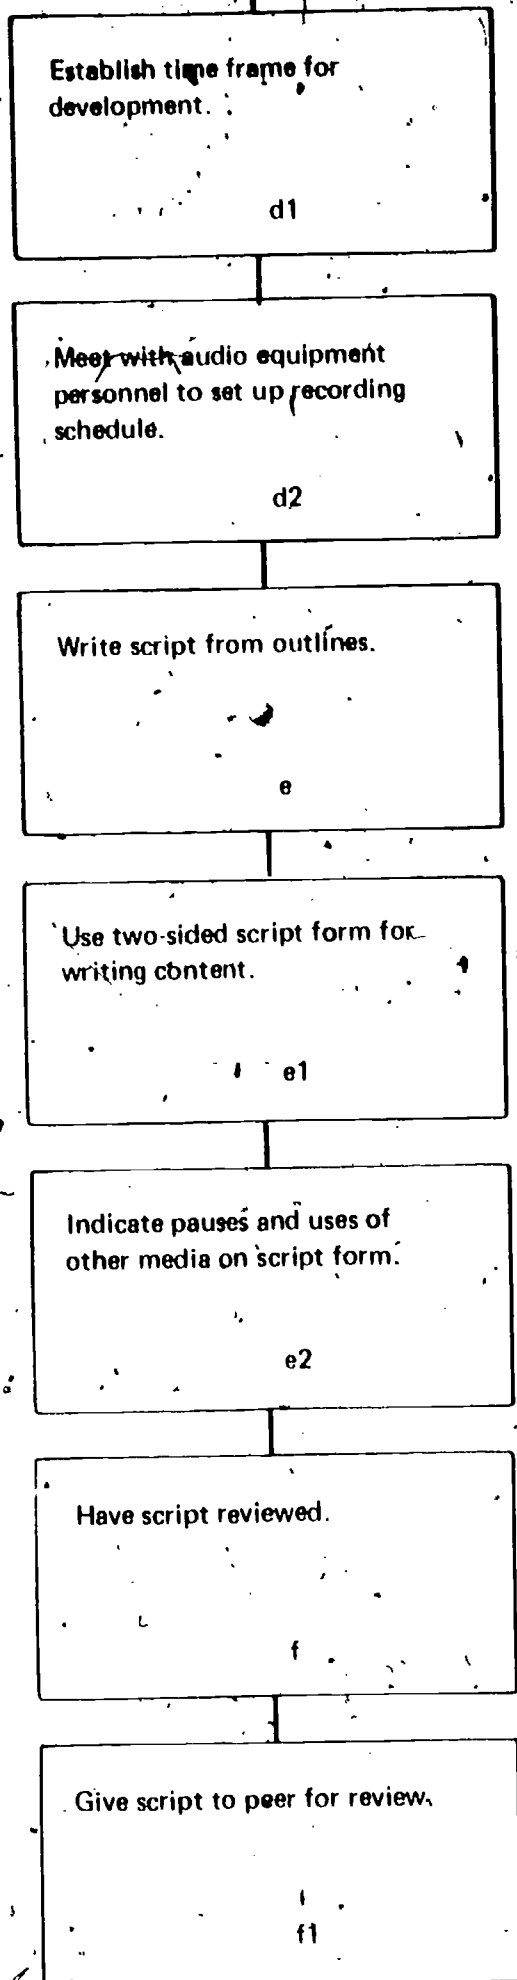 Establish time frame for
development.
d1
Meet with audio equipment
personnel to set up recording
schedule.
d2
Write script from outlines.
e
Use two-sided script form for
writing content.
e1
Indicate pauses and uses of
other media on script form.
e2
Have script reviewed.
f
Give script to peer for review.
f1